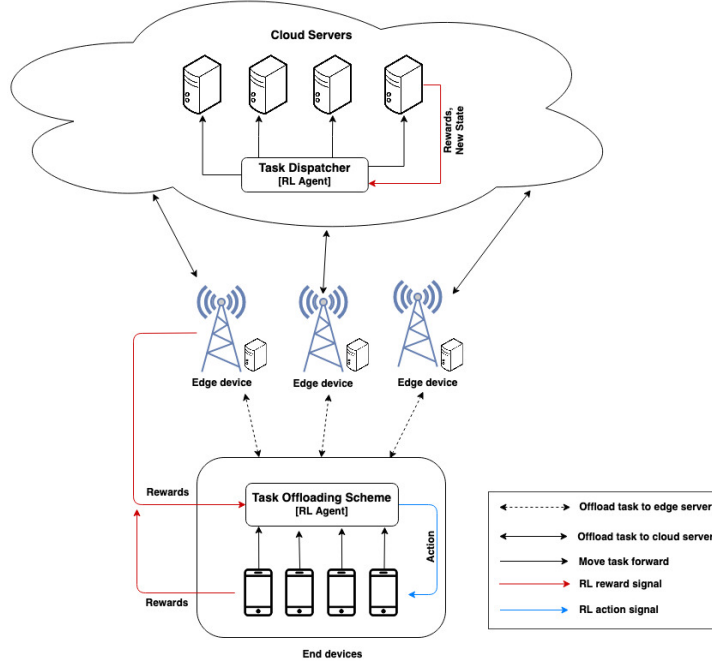 Cloud Servers
Rewards,
New State
Task Dispatcher
[RL Agent]
Edge device
Edge device
Edge device
Rewards
Task Offloading Scheme
[RL Agent]
Action
Rewards
End devices
Offload task to edge server
Offload task to cloud server
Move task forward
RL reward signal
RL action signal